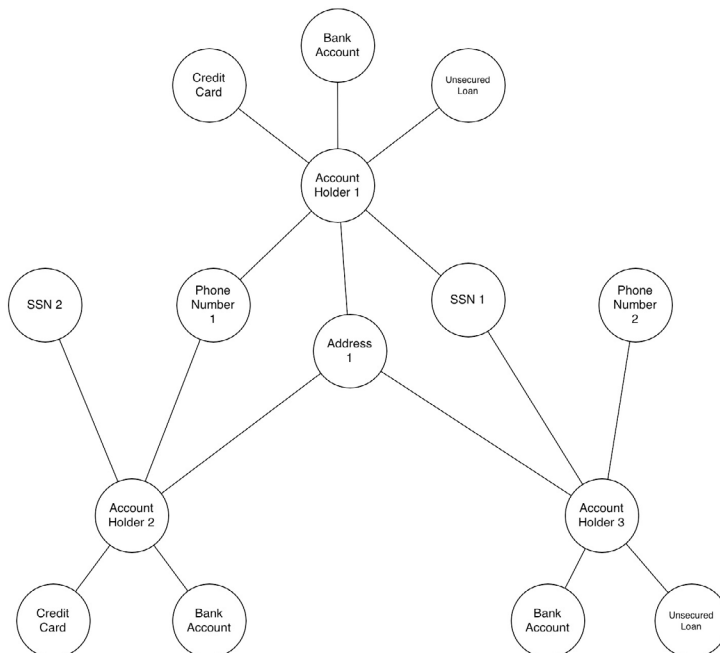 Bank
Account
Credit
Card
Unsecured
Loan
Account
Holder 1
SSN 2
Phone
Number
1
SSN 1
Phone
Number
2
Address
1
Account
Holder 2
Account
Holder 3
Credit
Card
Bank
Account
Bank
Account
Unsecured
Loan